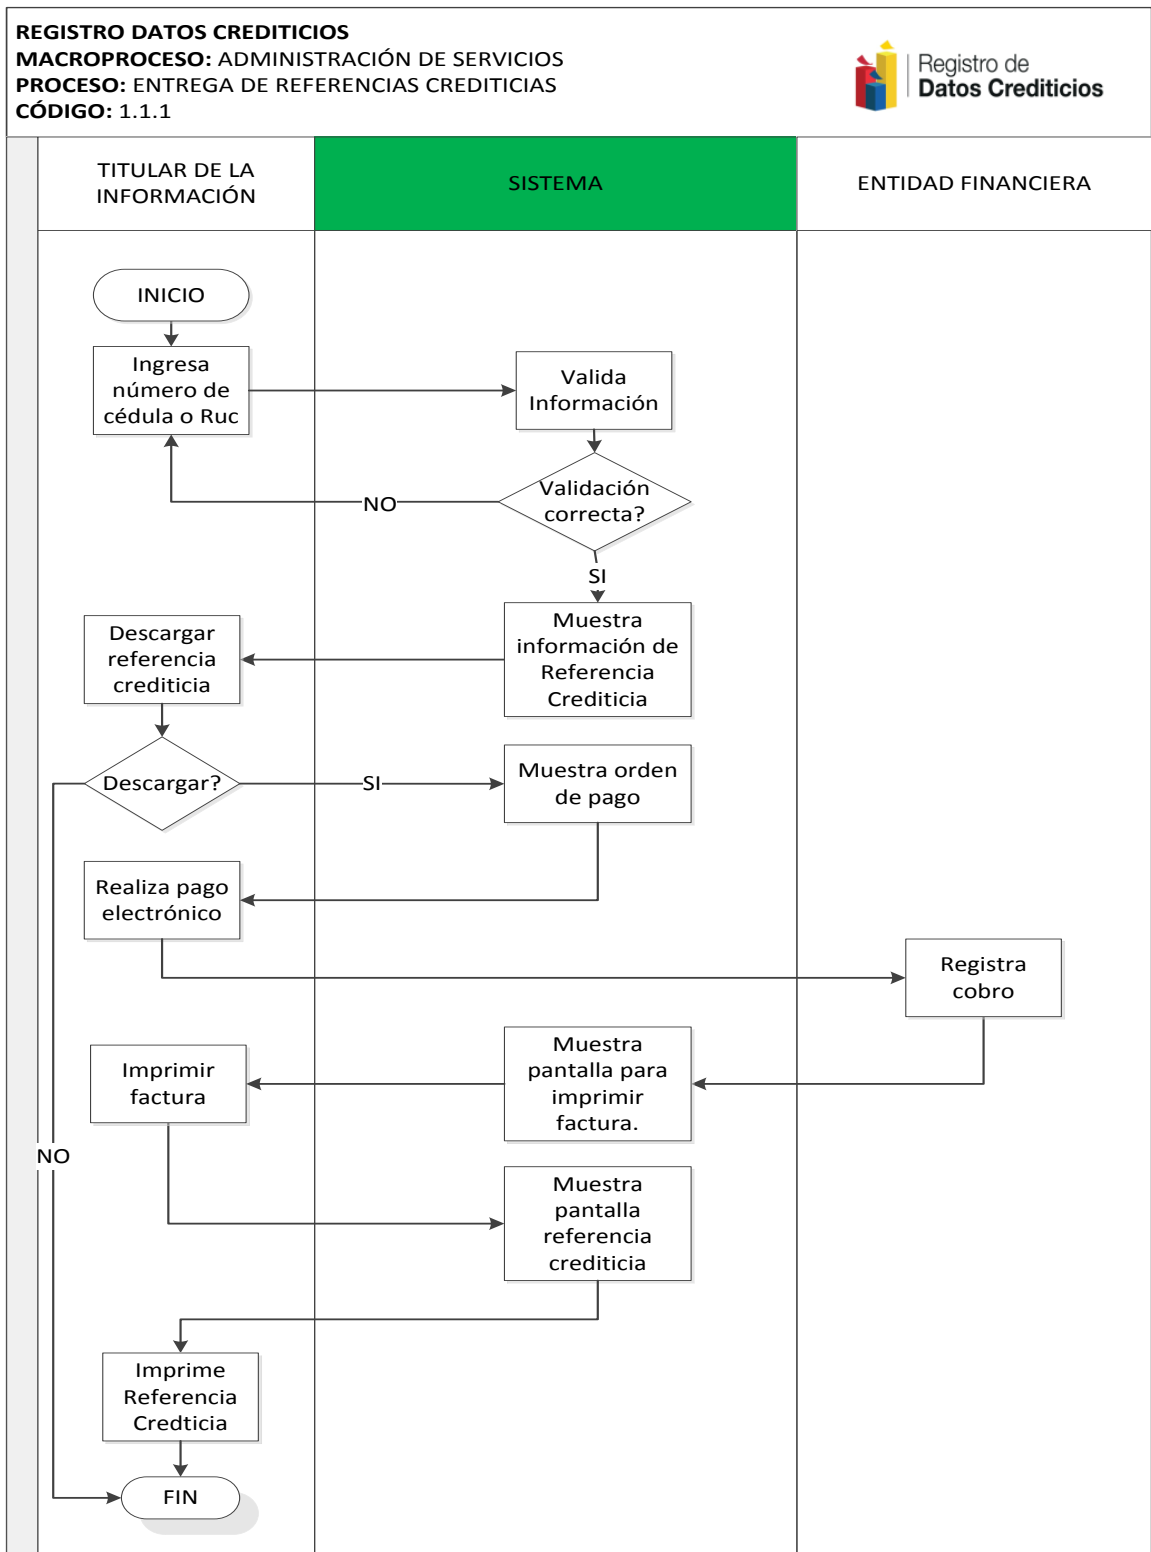 REGISTRO DATOS CREDITICIOS
MACROPROCESO: ADMINISTRACIÓN DE SERVICIOS
PROCESO: ENTREGA DE REFERENCIAS CREDITICIAS
CÓDIGO: 1.1.1
Registro de
Datos Crediticios
TITULAR DE LA
INFORMACIÓN
SISTEMA
ENTIDAD FINANCIERA
INICIO
Ingresa
número de
cédula o Ruc
Valida
Información
Validación
correcta?
NO
SI
Muestra
información de
Referencia
Crediticia
Descargar
referencia
crediticia
Descargar?
SI
Muestra orden
de pago
Realiza pago
electrónico
Registra
cobro
Muestra
pantalla para
imprimir
factura.
Imprimir
factura
NO
Muestra
pantalla
referencia
crediticia
Imprime
Referencia
Credticia
FIN